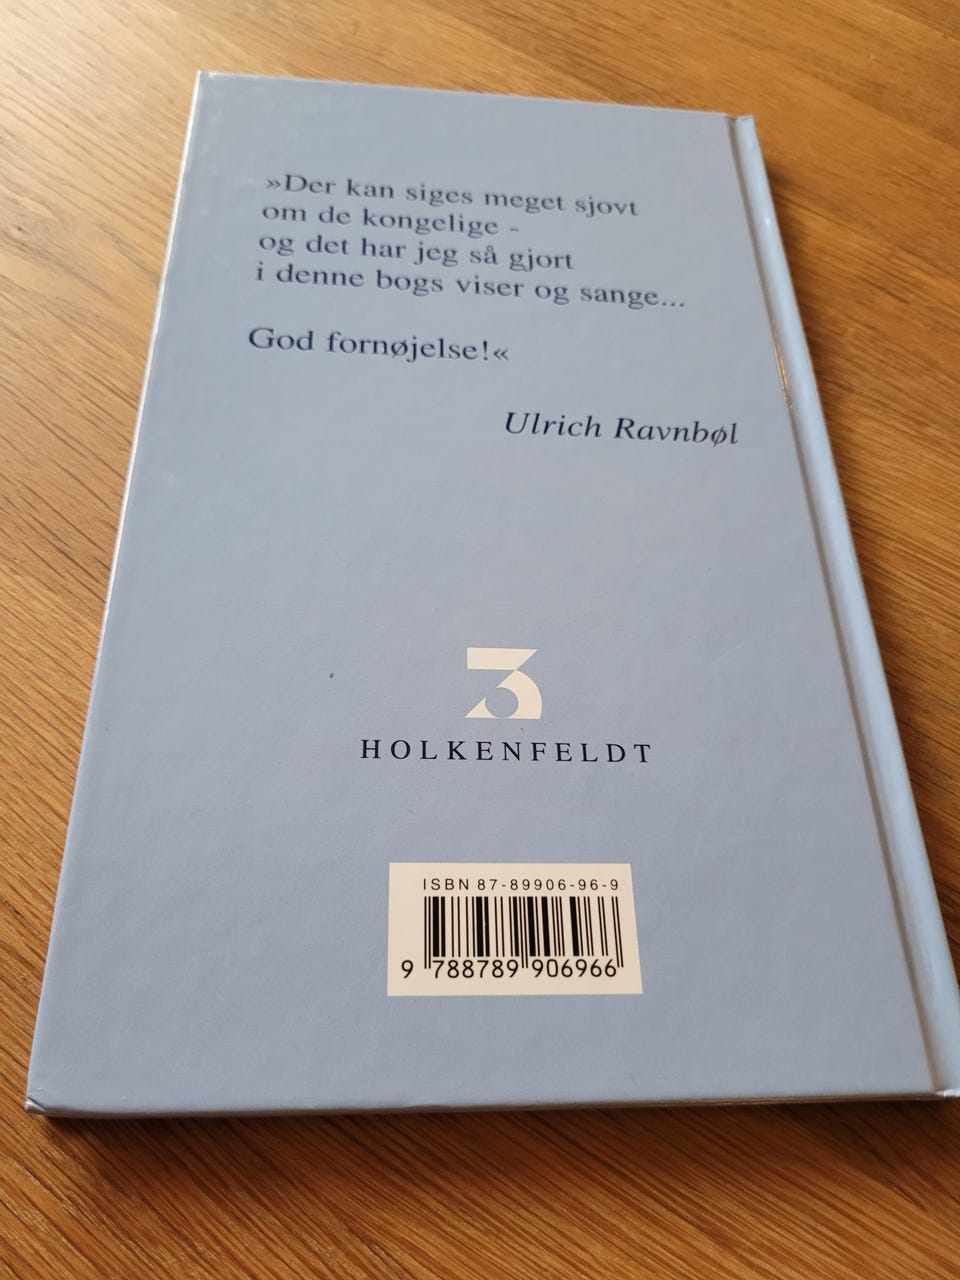 »Der kan siges meget sjovt
om de kongelige -
og det har jeg så gjort
i denne bogs viser og sange...
God fornøjelse!«
Ulrich Ravnbøl
3
HOLKENFELDT
ISBN 87-89906-96-9
9 788789 906966